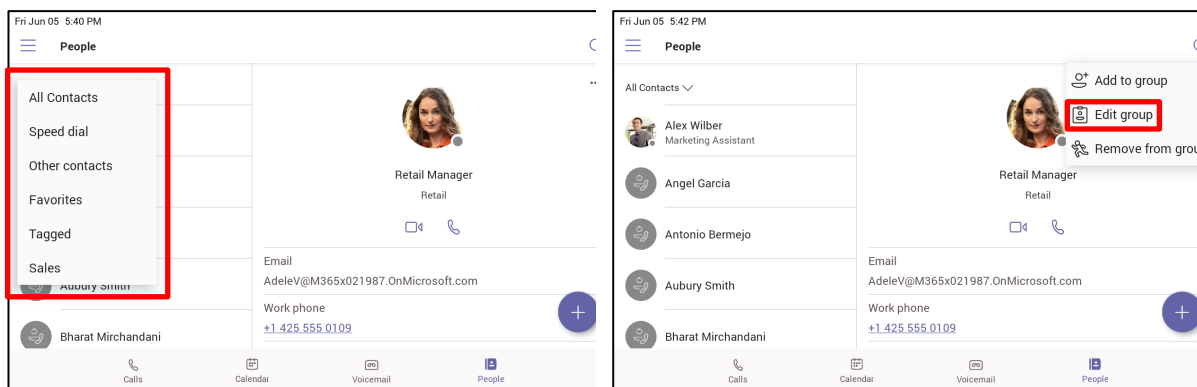 Fri Jun 05 5:40 PM
People
All Contacts
Speed dial
Other contacts
Favorites
Tagged
Sales
Aubury Smith
Bharat Mirchandani
Retail Manager
Retail
Email
AdeleV@M365x021987.OnMicrosoft.com
Work phone
+1 425 555 0109
Calls
Calendar
Voicemail
People
Fri Jun 05 5:42 PM
People
All Contacts
Alex Wilber
Marketing Assistant
Angel Garcia
Antonio Bermejo
Aubury Smith
Bharat Mirchandani
Add to group
Edit group
Remove from grou
Retail Manager
Retail
Email
AdeleV@M365x021987.OnMicrosoft.com
Work phone
+1 425 555 0109
Calls
Calendar
Voicemail
People